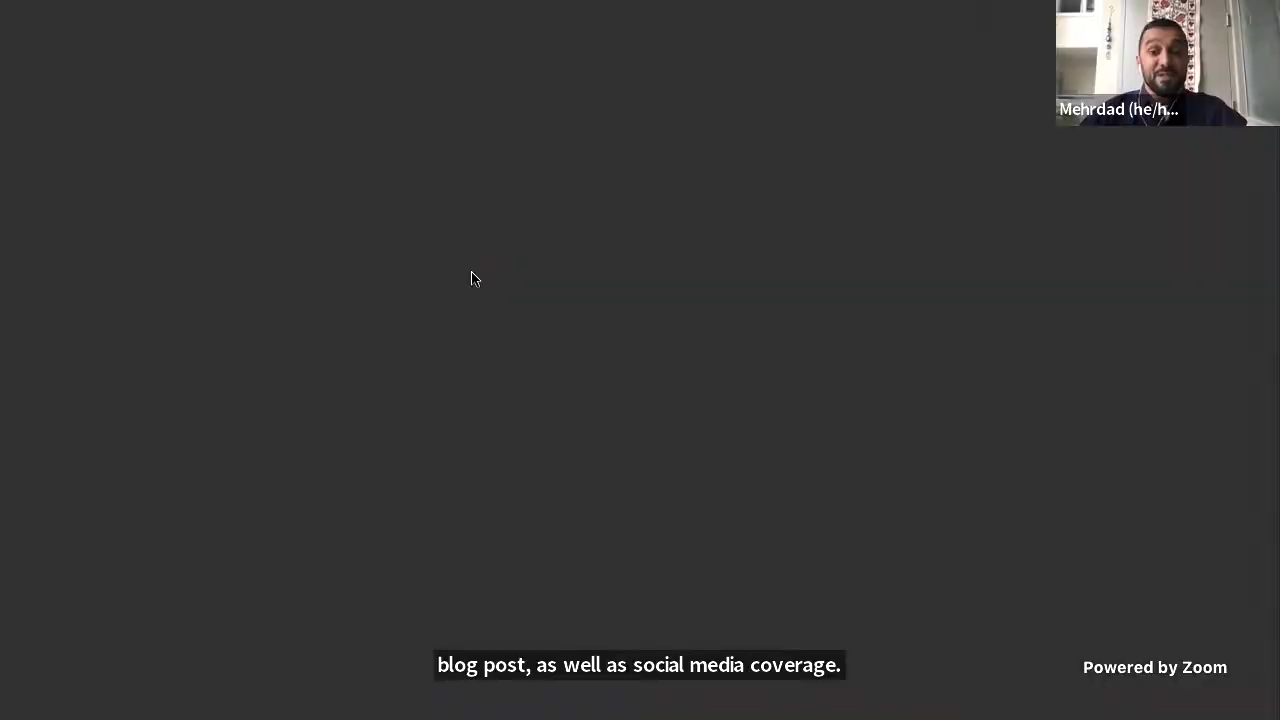 Mehrdad (he/h...
blog post, as well as social media coverage.
Powered by Zoom